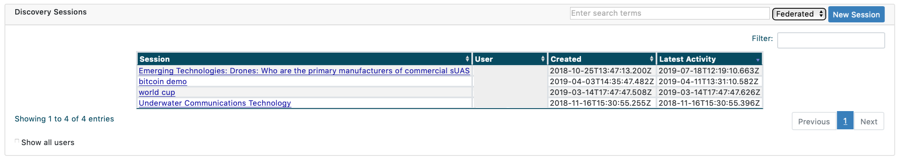 Discovery Sessions Enter search terms Federated New Session
Filter:
Session User Created Latest Activity
Emerging Technologies: Drones: Who are the primary manufacturers of commercial sUAS 2018-10-25T13:47:13.200Z 2019-07-18T12:19:10.663Z
bitcoin demo 2019-04-03T14:35:47.482Z 2019-04-11T13:31:10.582Z
world cup 2019-03-14T17:47:47.508Z 2019-03-14T17:47:47.626Z
Underwater Communications Technology 2018-11-16T15:30:55.255Z 2018-11-16T15:30:55.396Z
Showing 1 to 4 of 4 entries Previous 1 Next
Show all users